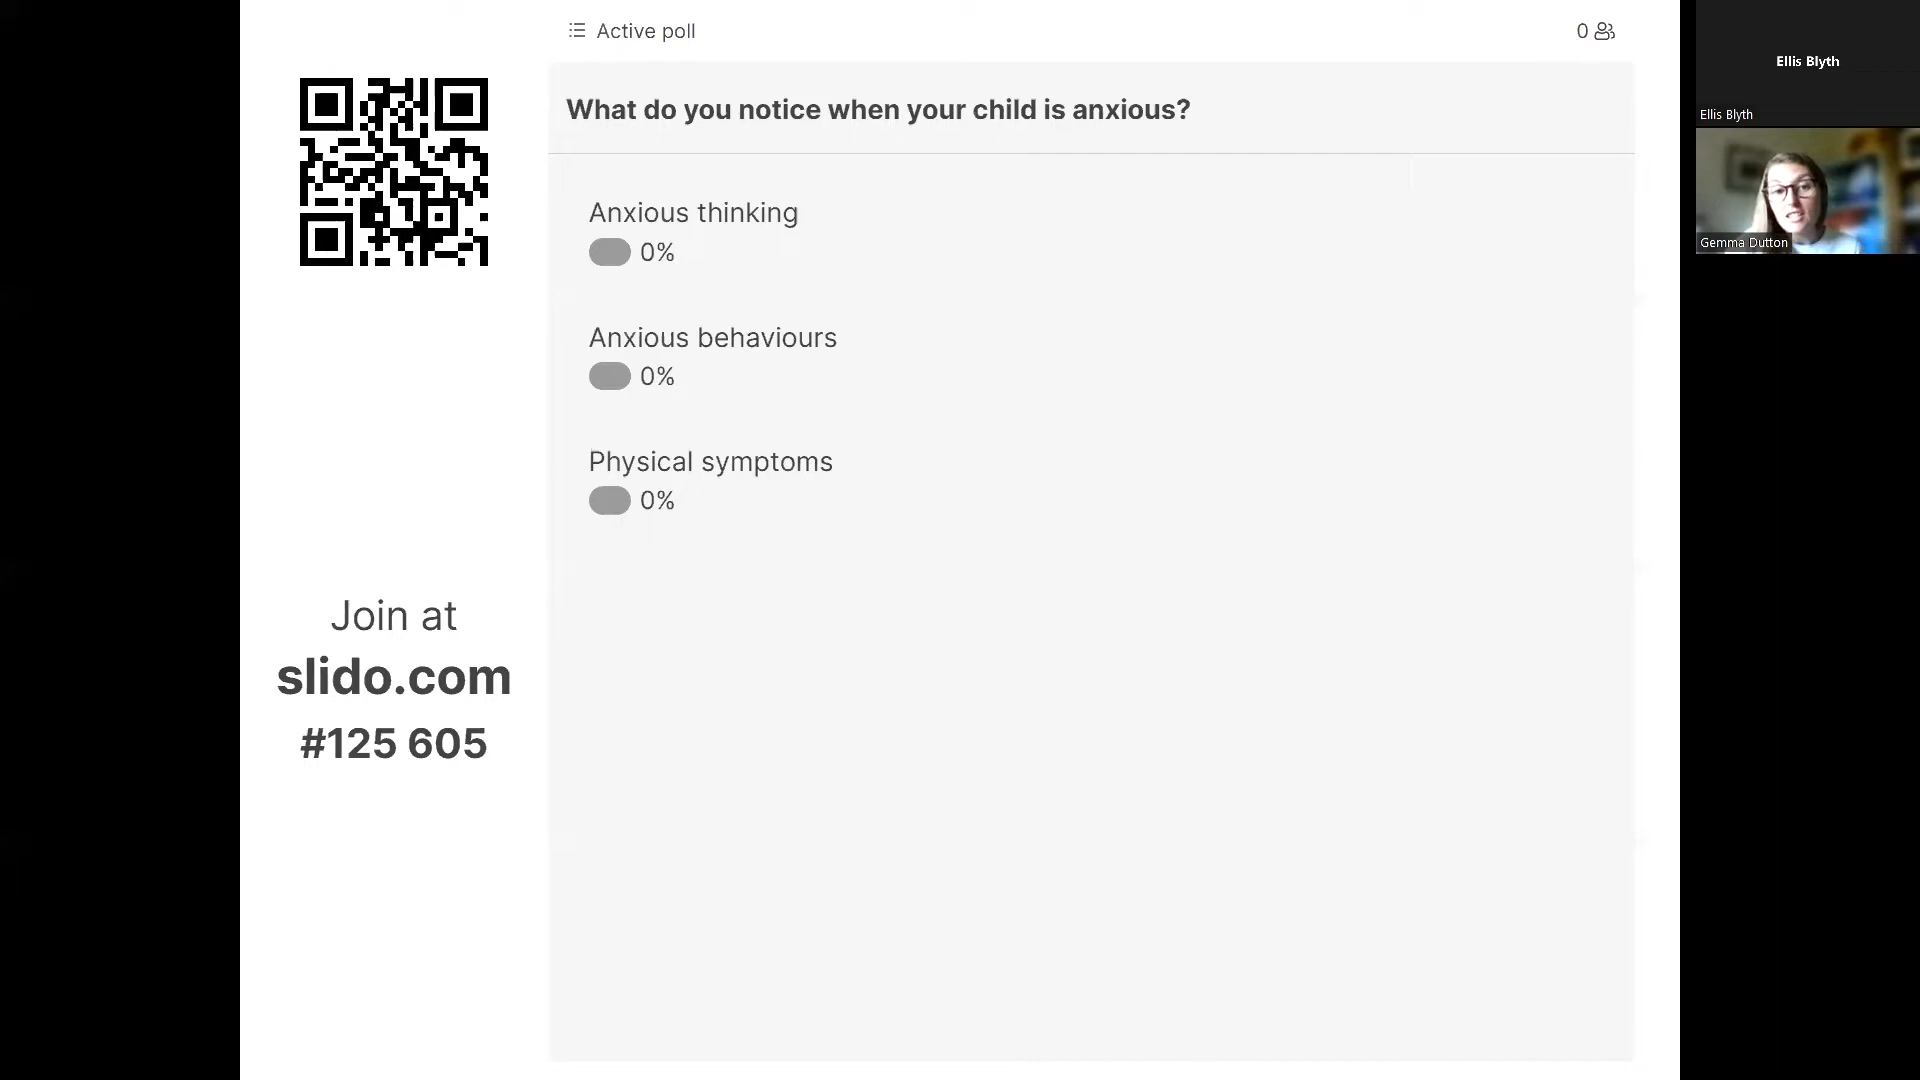 Active poll
0
What do you notice when your child is anxious?
Anxious thinking
0%
Anxious behaviours
0%
Physical symptoms
0%
Join at
slido.com
#125 605
Ellis Blyth
Ellis Blyth
Gemma Dutton